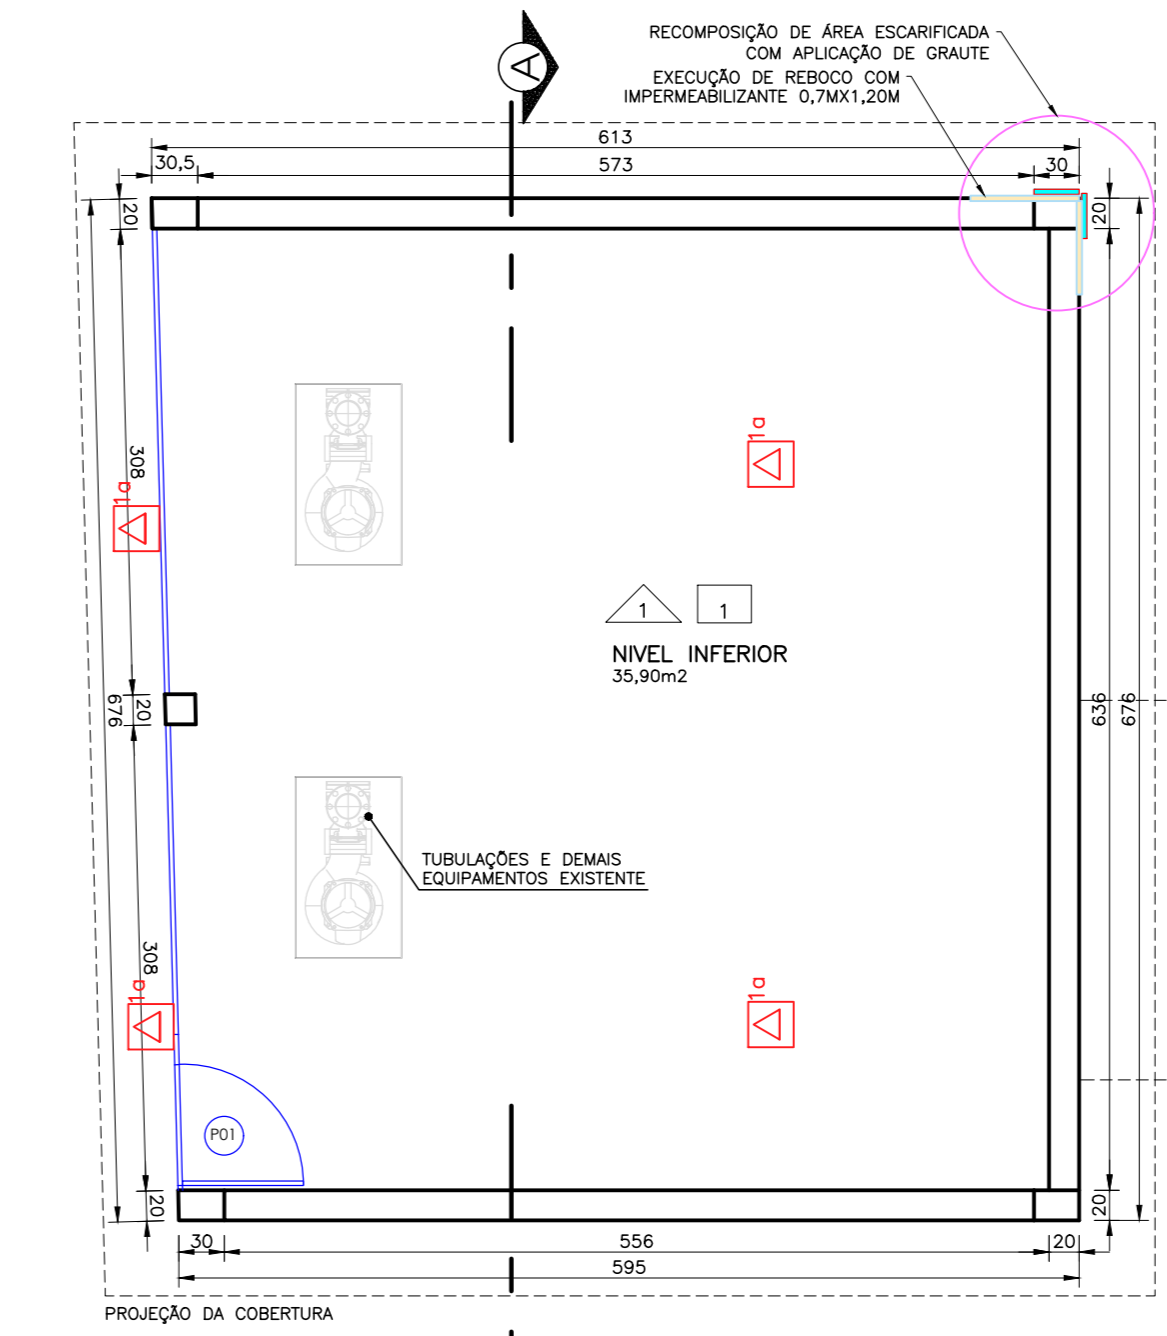 RECOMPOSIÇÃO DE ÁREA ESCARIFICADA
COM APLICAÇÃO DE GRAUTE
EXECUÇÃO DE REBOCO COM
IMPERMEABILIZANTE 0,7MX1,20M
A
613
30,5
573
30
20
20
308
1a
1a
1
1
NIVEL INFERIOR
35,90m2
676
20
636
676
TUBULAÇÕES E DEMAIS
EQUIPAMENTOS EXISTENTE
308
1a
1a
P01
20
20
30
556
20
595
PROJEÇÃO DA COBERTURA